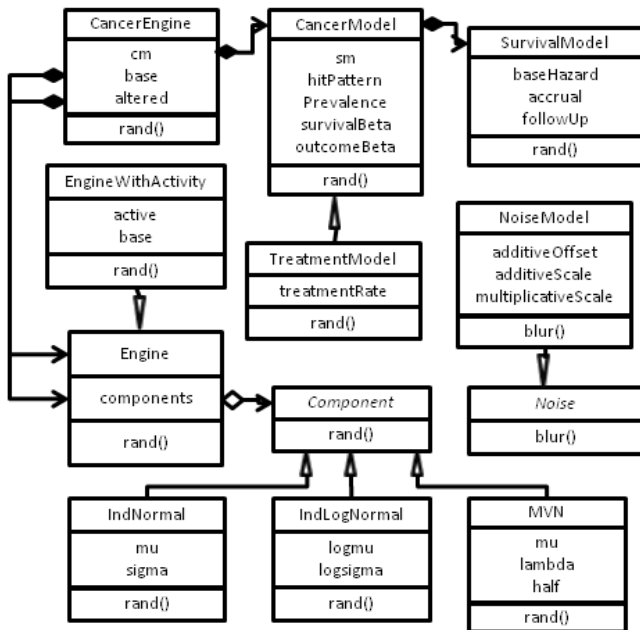 CancerEngine
cm
base
altered
rand()
CancerModel
sm
hitPattern
Prevalence
survivalBeta
outcomeBeta
rand()
SurvivalModel
baseHazard
accrual
followUp
rand()
EngineWithActivity
active
base
rand()
TreatmentModel
treatmentRate
rand()
NoiseModel
additiveOffset
additiveScale
multiplicativeScale
blur()
Engine
components
rand()
Component
rand()
Noise
blur()
IndNormal
mu
sigma
rand()
IndLogNormal
logmu
logsigma
rand()
MVN
mu
lambda
half
rand()